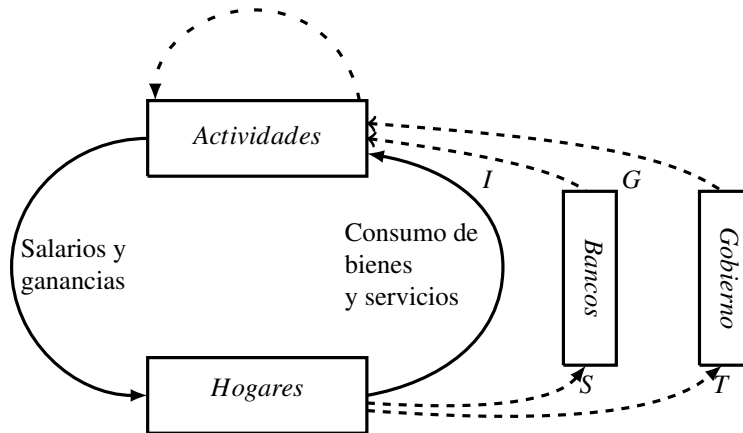 Actividades
I
G
Salarios y
ganancias
Consumo de
bienes
y servicios
Bancos
Gobierno
Hogares
S
T